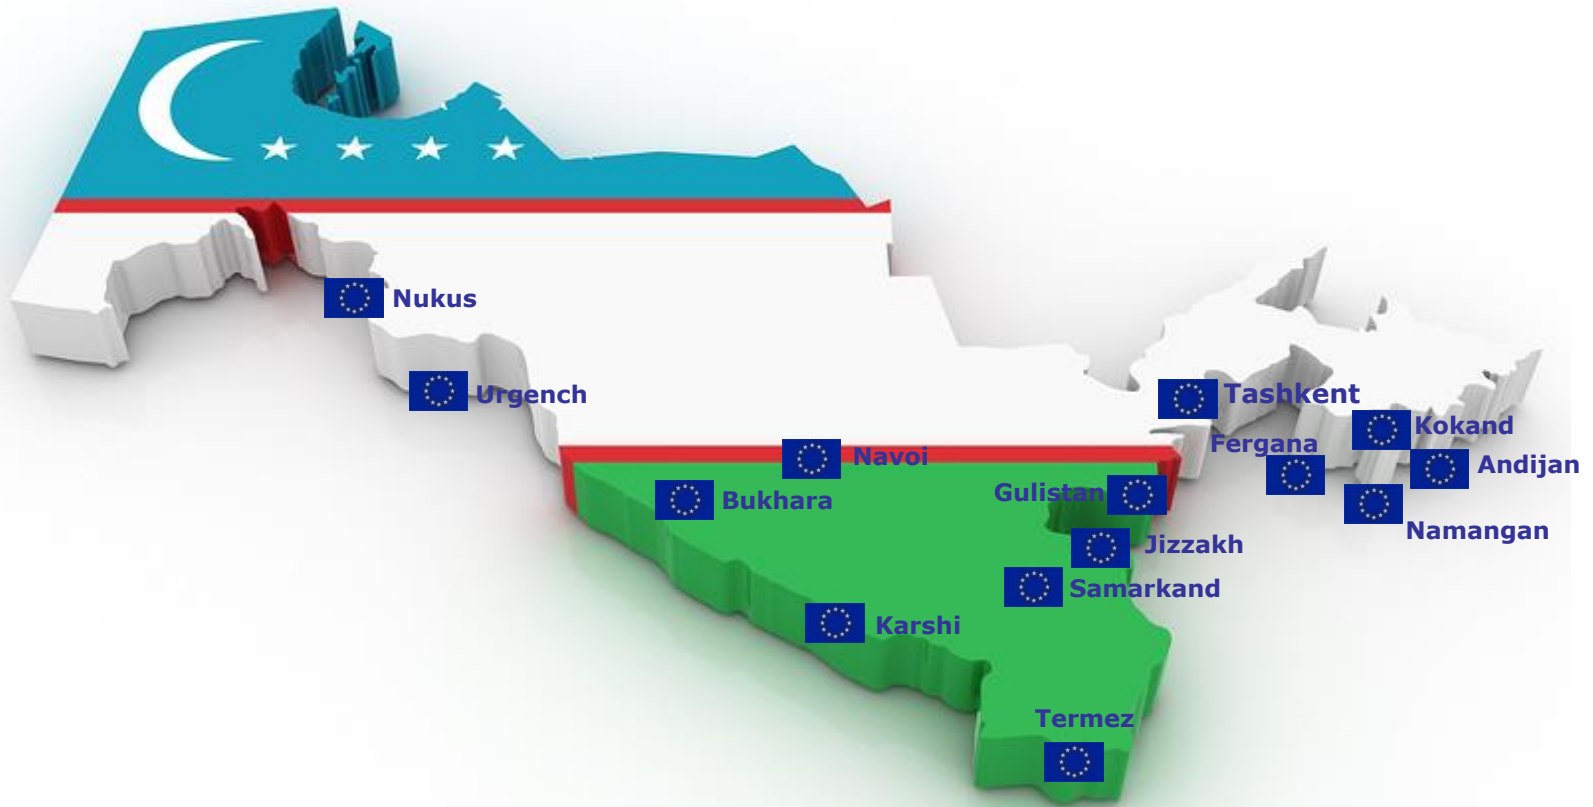 Nukus
Urgench
Tashkent
Kokand
Fergana
Navoi
Andijan
Gulistan
Bukhara
Namangan
Jizzakh
Samarkand
Karshi
Termez